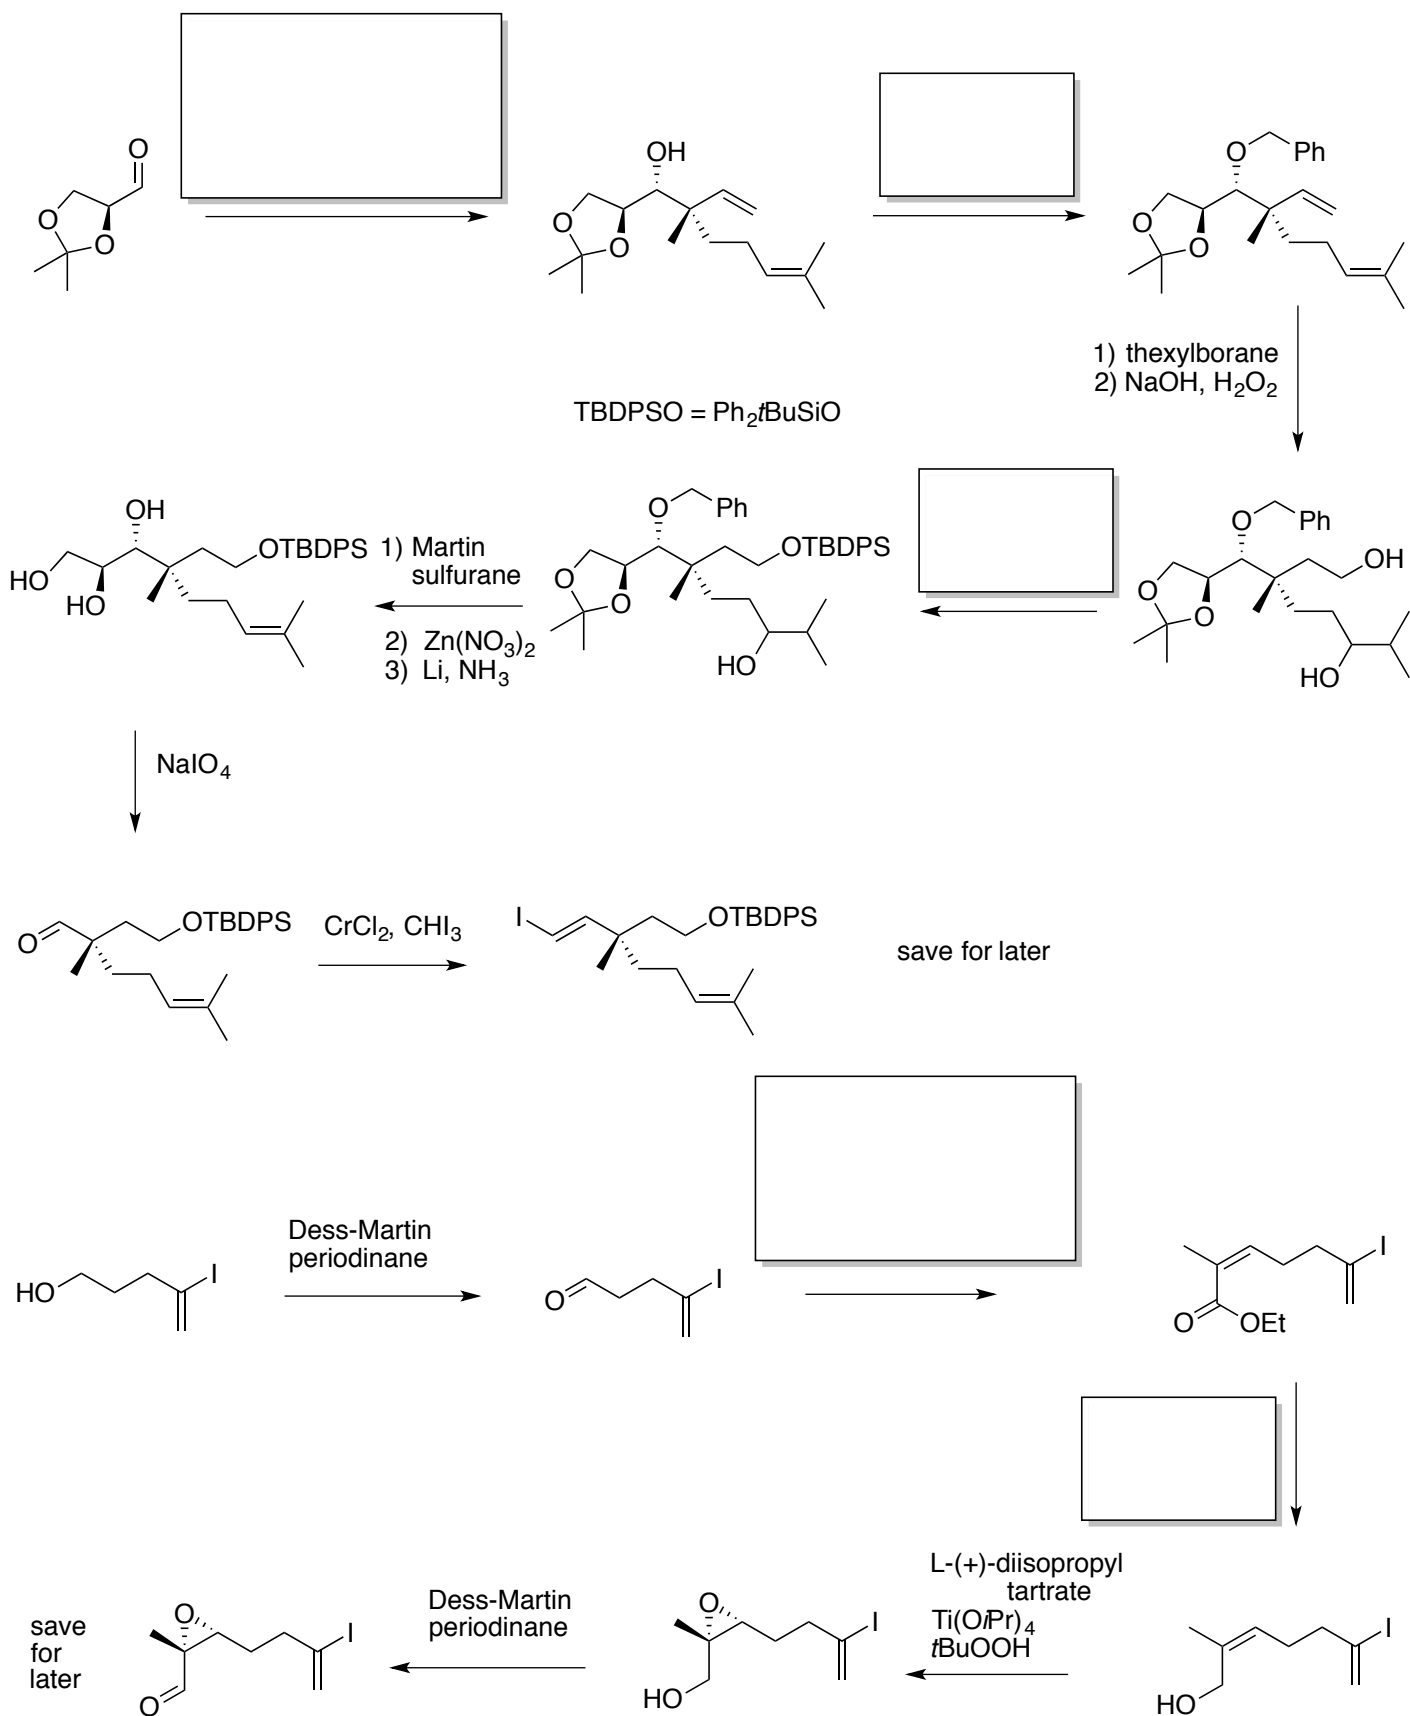 O
O
O
OH
O
O
O
Ph
O
O
1) thexylborane
2) NaOH, H2O2
TBDPSO = Ph2tBuSiO
OH
HO
HO
OTBDPS
1) Martin
sulfurane
2) Zn(NO3)2
3) Li, NH3
O
Ph
OTBDPS
O
O
HO
O
Ph
OH
O
O
HO
NaIO4
O
OTBDPS
CrCl2, CHI3
I
OTBDPS
save for later
HO
I
Dess-Martin
periodinane
O
I
I
O
OEt
L-(+)-diisopropyl
tartrate
Ti(OiPr)4
tBuOOH
I
HO
O
I
HO
Dess-Martin
periodinane
O
I
O
save
for
later